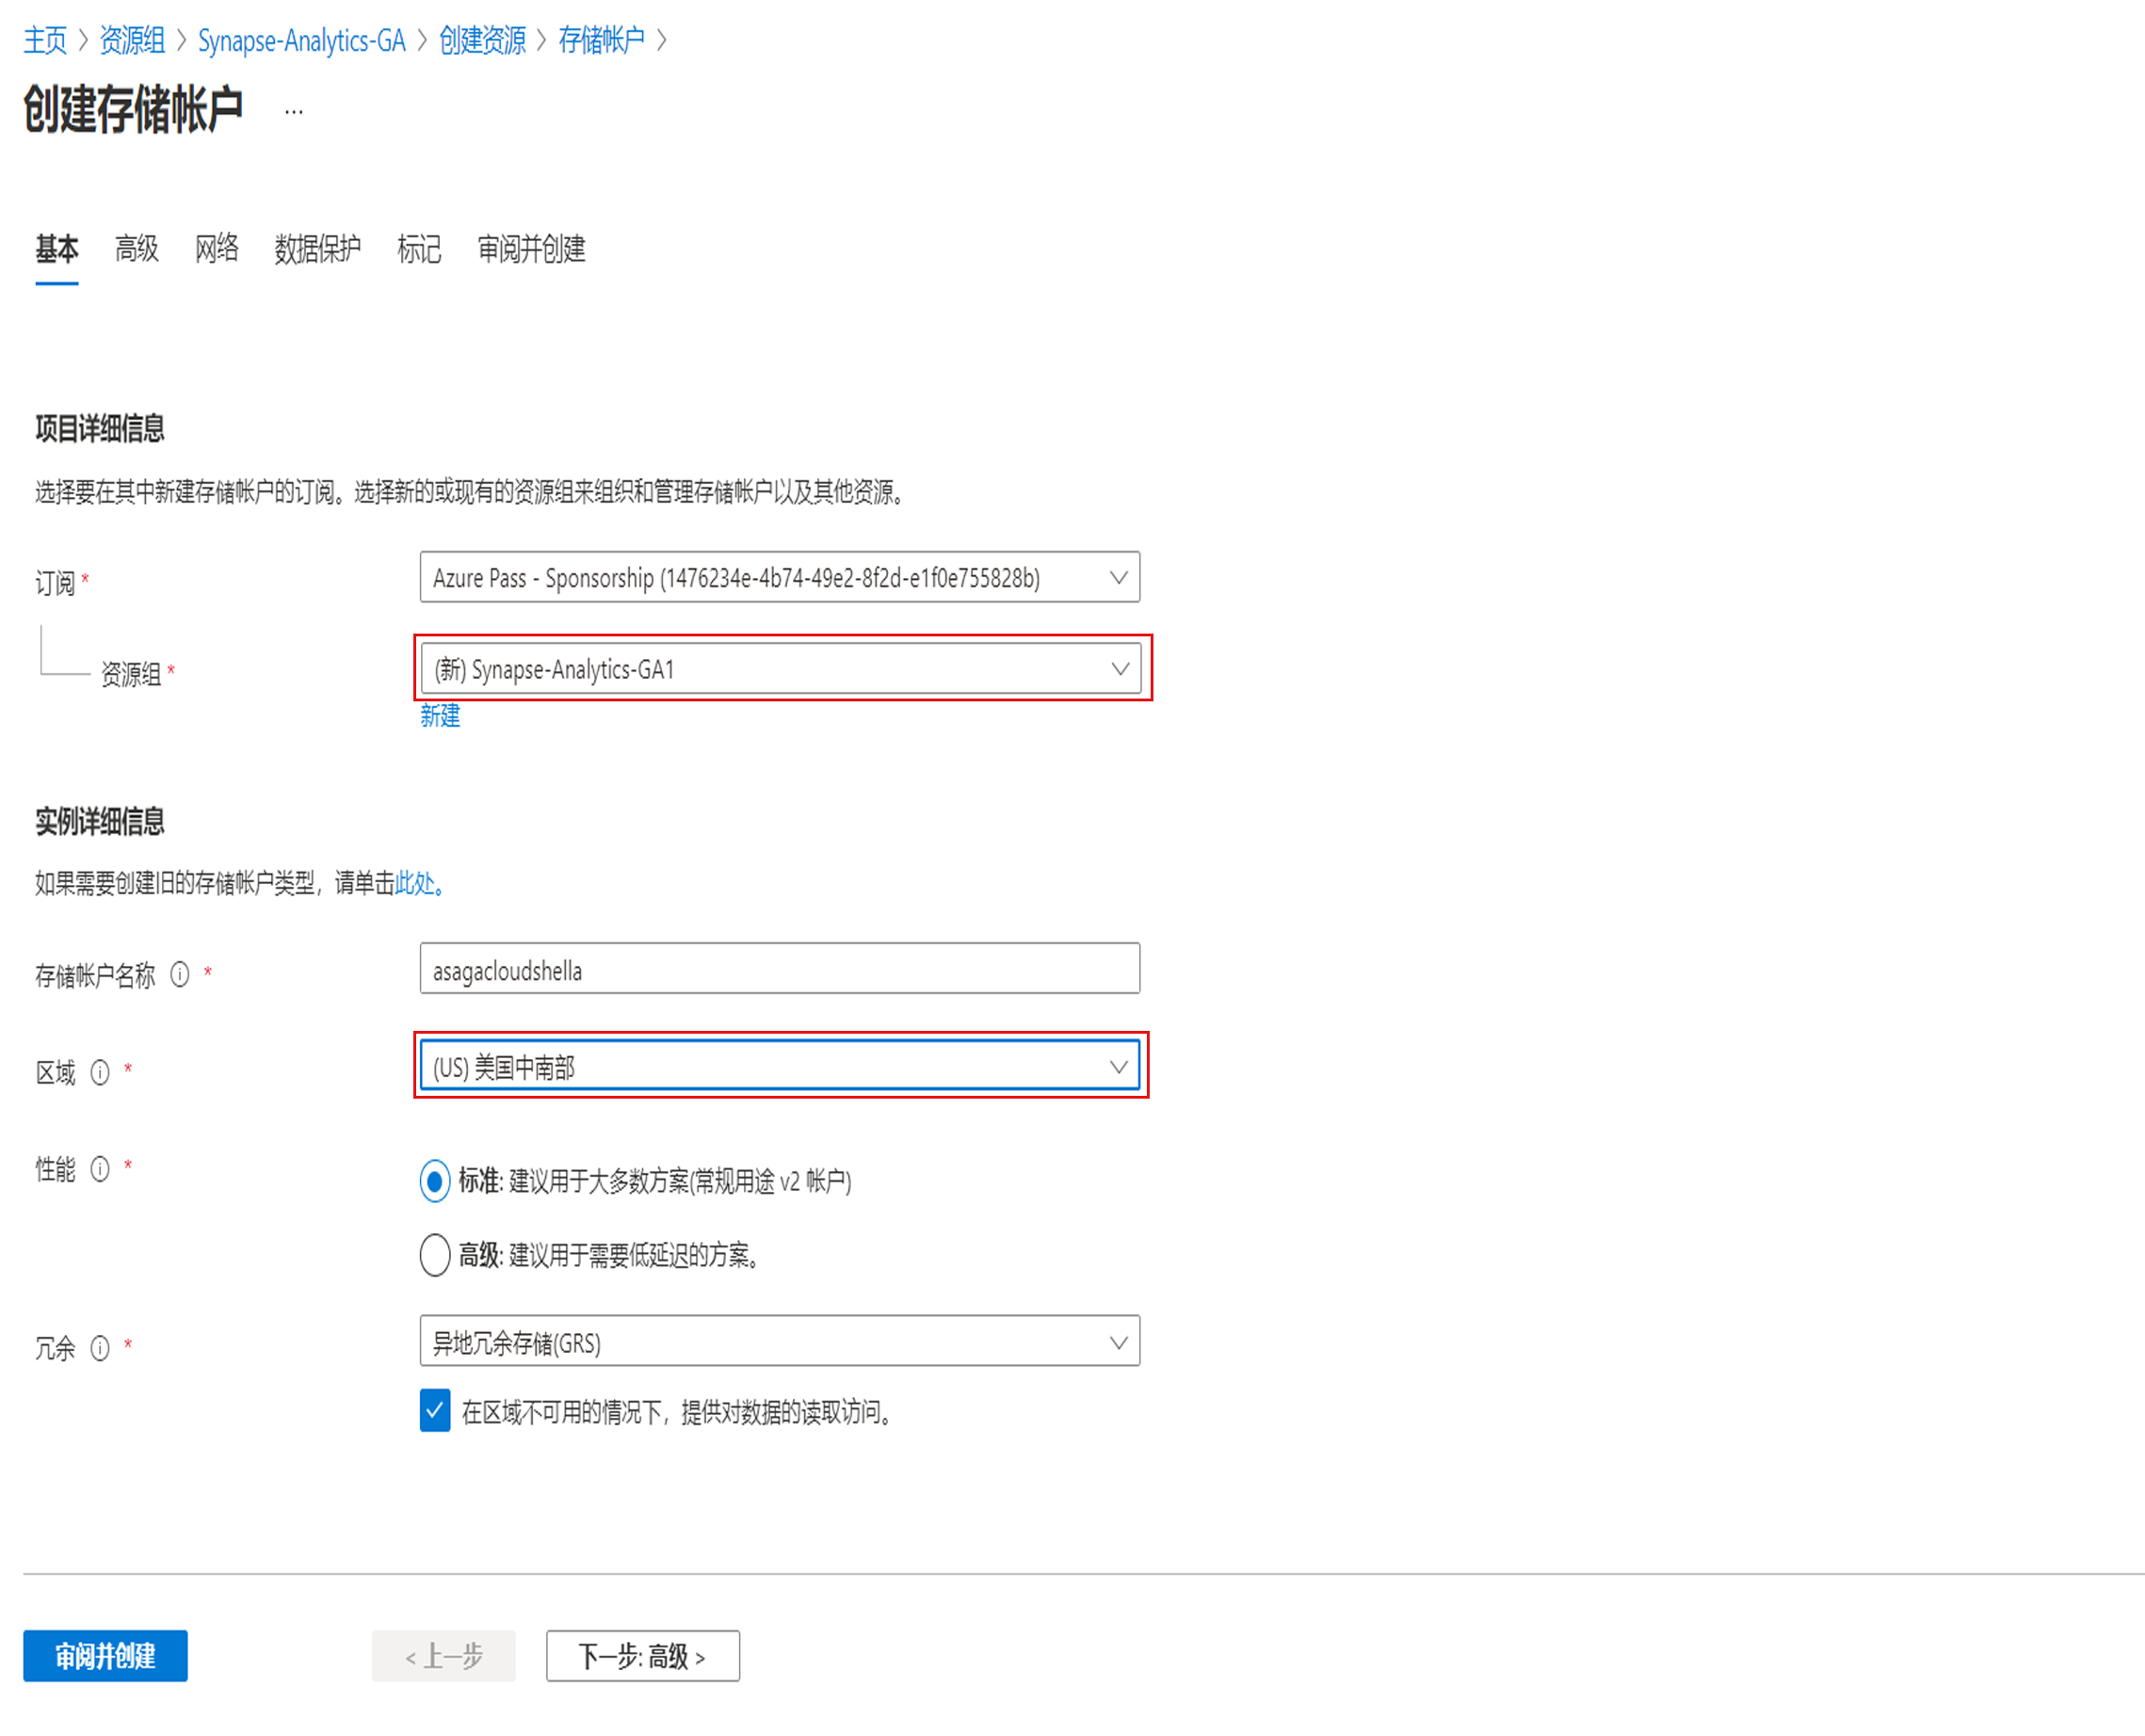 主页 > 资源组 > Synapse-Analytics-GA > 创建资源 > 存储帐户 >
创建存储帐户 ...
基本 高级 网络 数据保护 标记 审阅并创建
项目详细信息
选择要在其中新建存储帐户的订阅。选择新的或现有的资源组来组织和管理存储帐户以及其他资源。
订阅 * Azure Pass - Sponsorship (1476234e-4b74-49e2-8f2d-e1f0e755828b)
资源组 * (新) Synapse-Analytics-GA1
新建
实例详细信息
如果需要创建旧的存储帐户类型，请单击此处。
存储帐户名称 * asagacloudshella
区域 * (US) 美国中南部
性能 * 标准: 建议用于大多数方案(常规用途 v2 帐户)
高级: 建议用于需要低延迟的方案。
冗余 * 异地冗余存储(GRS)
在区域不可用的情况下，提供对数据的读取访问。
审阅并创建 < 上一步 下一步: 高级 >